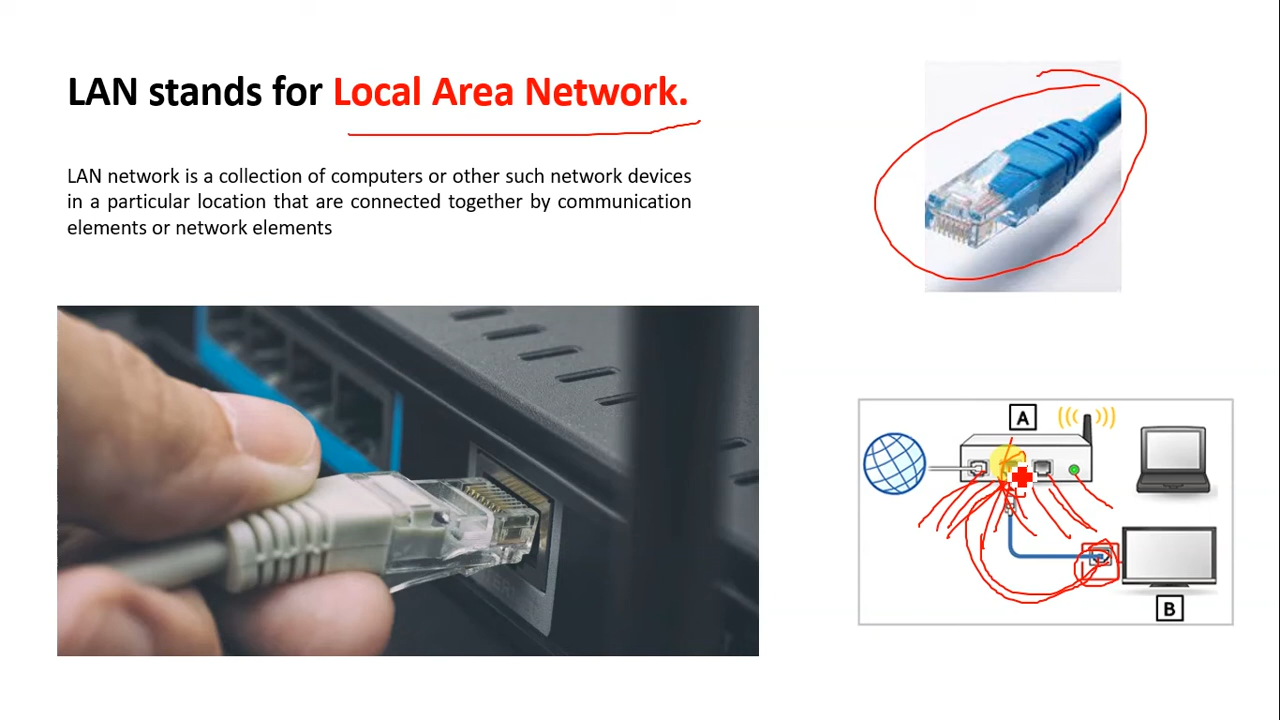 LAN stands for Local Area Network.
LAN network is a collection of computers or other such network devices
in a particular location that are connected together by communication
elements or network elements
A
B